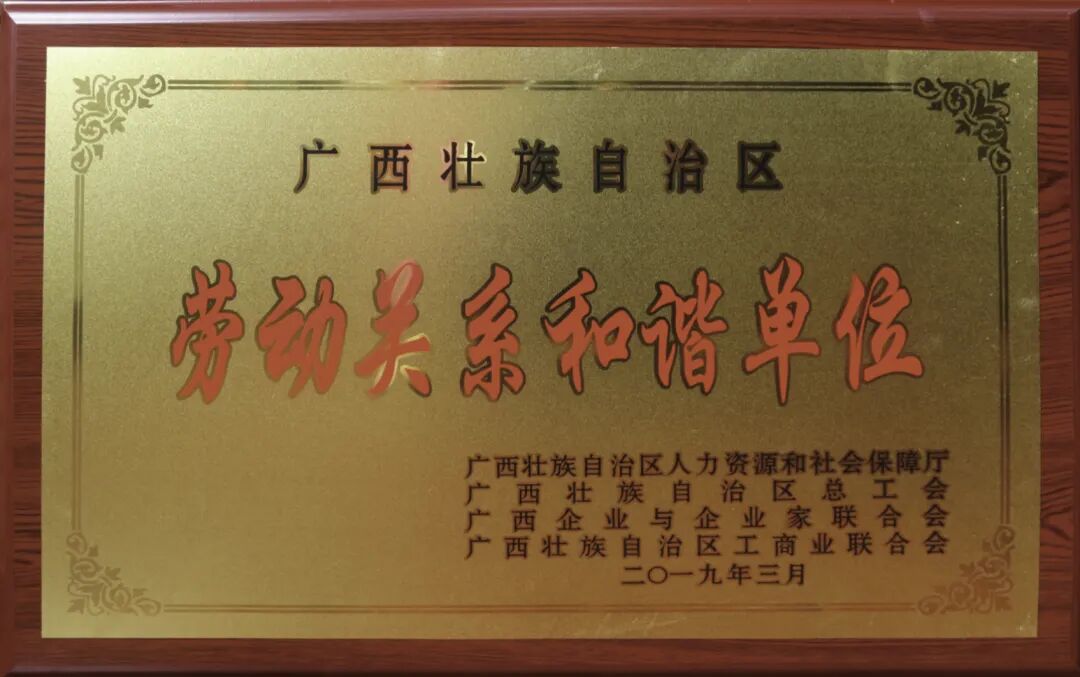 广西壮族自治区
劳动关系和谐单位
广西壮族自治区人力资源和社会保障厅
广西壮族自治区总工会
广西企业与企业家联合会
广西壮族自治区工商业联合会
二〇一九年三月